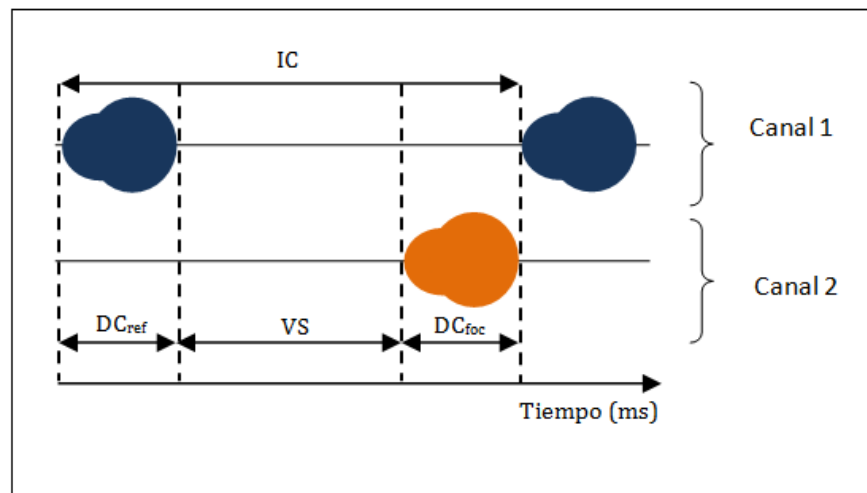 IC
Canal 1
Canal 2
DCref
VS
DCfoc
Tiempo (ms)